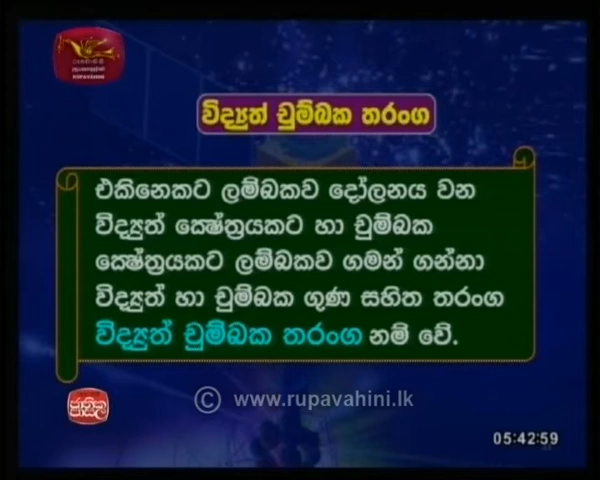 RUPAVAHINI
විද්‍යුත් චුම්බක තරංග
එකිනෙකට ලම්බකව දෝලනය වන
විද්‍යුත් ක්‍ෂේත්‍රයකට හා චුම්බක
ක්‍ෂේත්‍රයකට ලම්බකව ගමන් ගන්නා
විද්‍යුත් හා චුම්බක ගුණ සහිත තරංග
විද්‍යුත් චුම්බක තරංග නම් වේ.
© www.rupavahini.lk
05:42:59